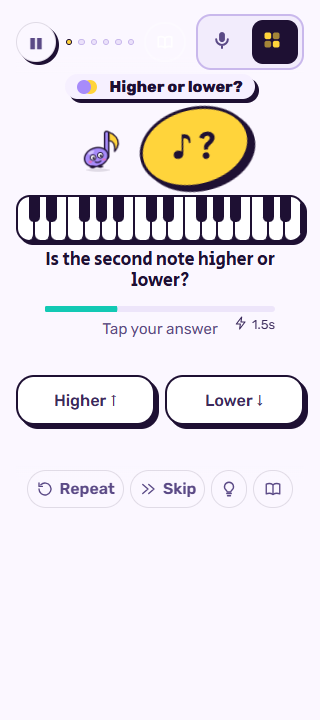 Higher or lower?
?
Is the second note higher or
lower?
Tap your answer
1.5s
Higher ↑
Lower ↓
Repeat
Skip